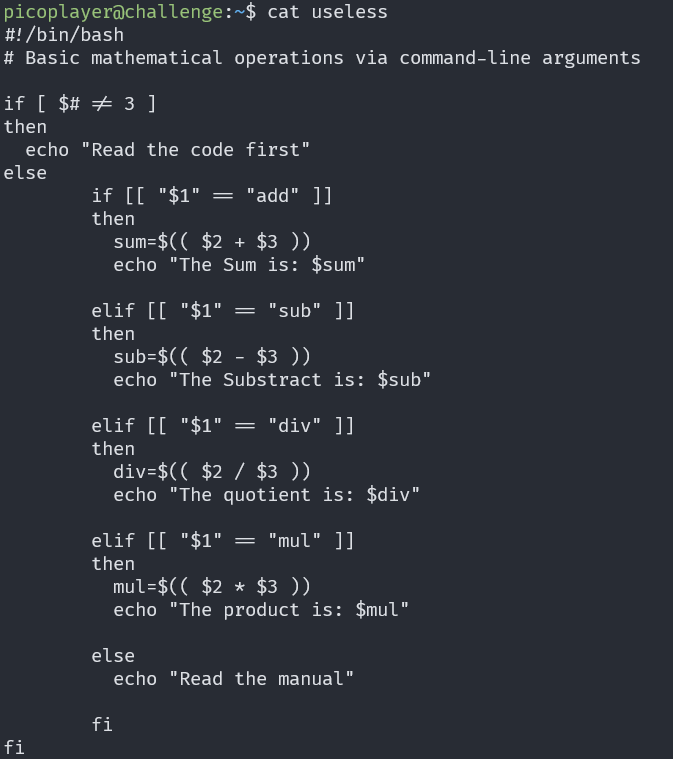 picoplayer@challenge:~$ cat useless
#!/bin/bash
# Basic mathematical operations via command-line arguments

if [ $# != 3 ]
then
  echo "Read the code first"
else
        if [[ "$1" == "add" ]]
        then
          sum=$(( $2 + $3 ))
          echo "The Sum is: $sum"

        elif [[ "$1" == "sub" ]]
        then
          sub=$(( $2 - $3 ))
          echo "The Substract is: $sub"

        elif [[ "$1" == "div" ]]
        then
          div=$(( $2 / $3 ))
          echo "The quotient is: $div"

        elif [[ "$1" == "mul" ]]
        then
          mul=$(( $2 * $3 ))
          echo "The product is: $mul"

        else
          echo "Read the manual"

        fi
fi